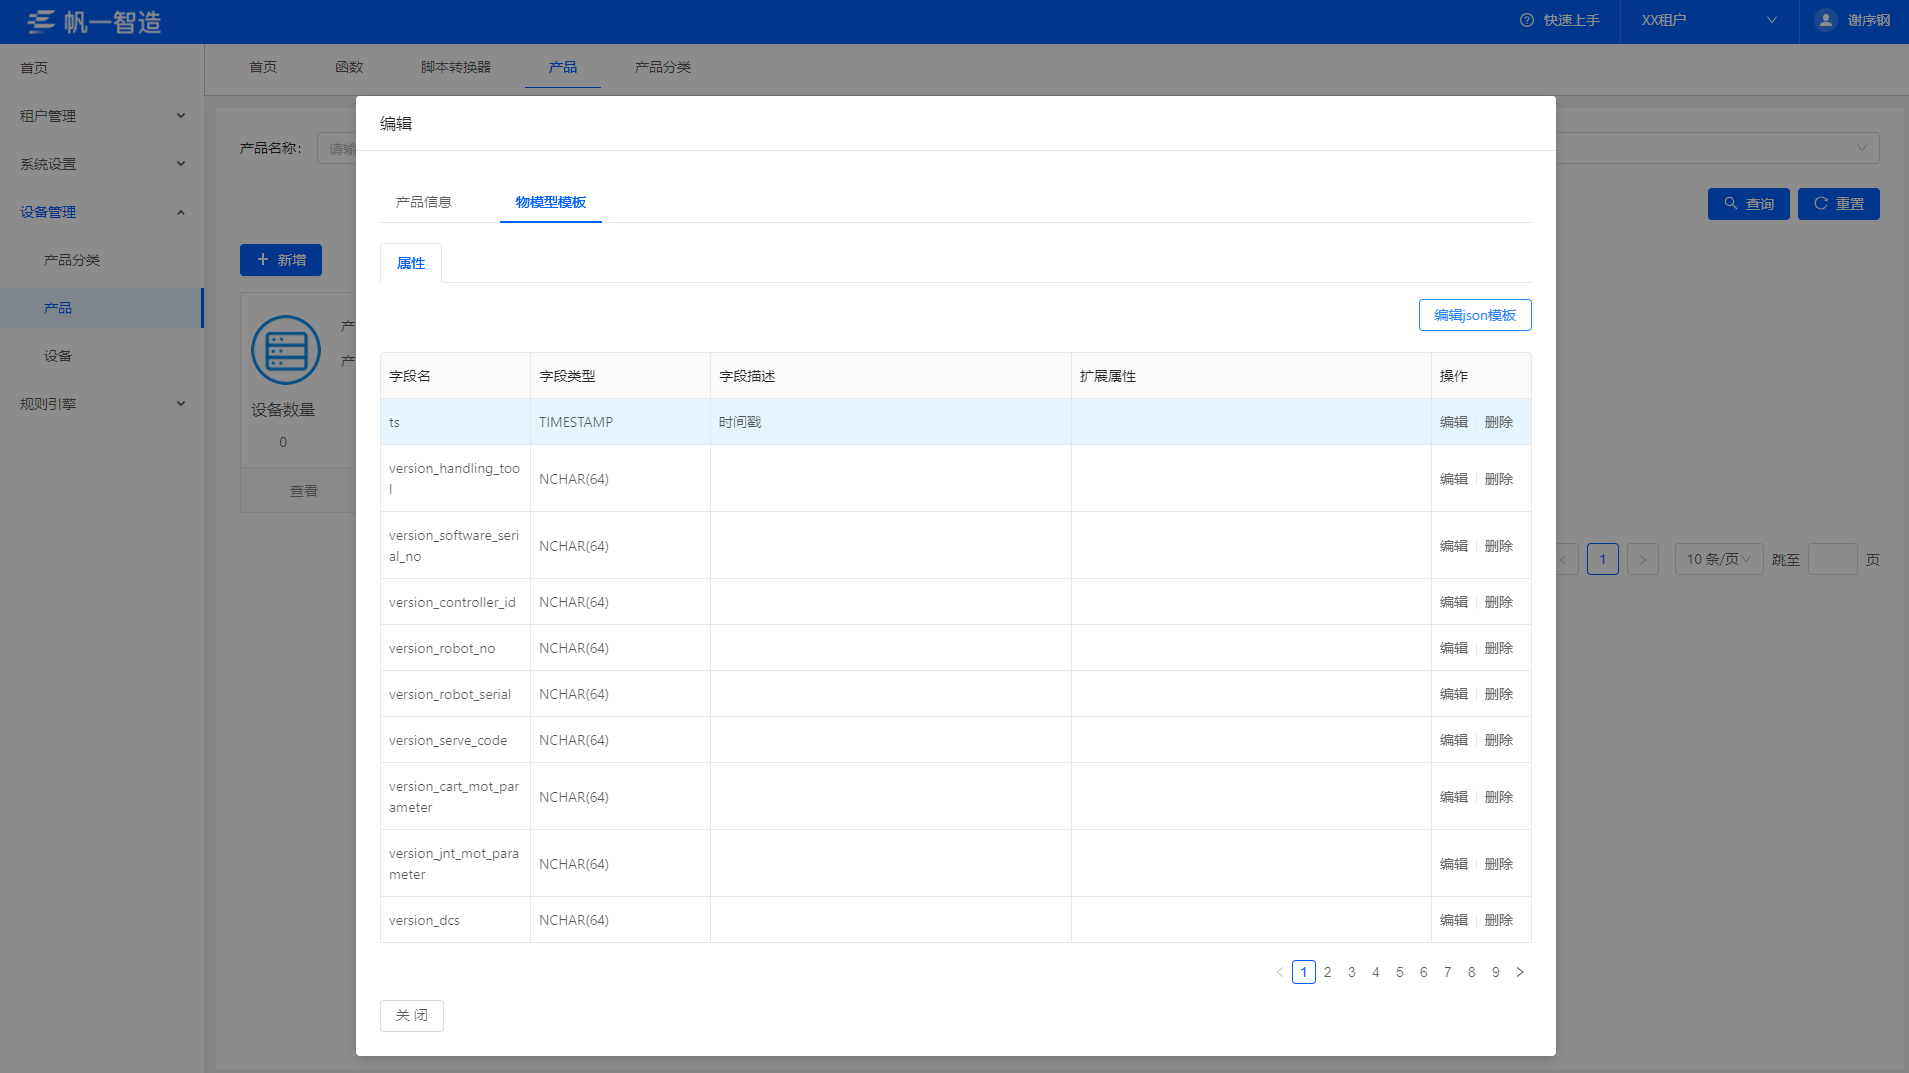 帆一智造
快速上手
XX租户
谢序钢
首页
租户管理
系统设置
设备管理
产品分类
产品
设备
规则引擎
首页
函数
脚本转换器
产品
产品分类
产品名称：
请输
查询
重置
新增
产
产
设备数量
0
查看
1
10 条/页
跳至
页
编辑
产品信息
物模型模板
属性
编辑json模板
字段名
字段类型
字段描述
扩展属性
操作
ts
TIMESTAMP
时间戳
编辑
删除
version_handling_too
l
NCHAR(64)
编辑
删除
version_software_seri
al_no
NCHAR(64)
编辑
删除
version_controller_id
NCHAR(64)
编辑
删除
version_robot_no
NCHAR(64)
编辑
删除
version_robot_serial
NCHAR(64)
编辑
删除
version_serve_code
NCHAR(64)
编辑
删除
version_cart_mot_par
ameter
NCHAR(64)
编辑
删除
version_jnt_mot_para
meter
NCHAR(64)
编辑
删除
version_dcs
NCHAR(64)
编辑
删除
1 2 3 4 5 6 7 8 9
关 闭